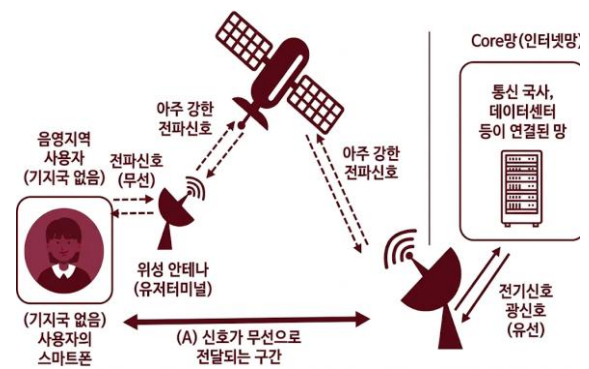 Core망(인터넷망)
통신 국사,
데이터센터
등이 연결된 망
아주 강한
전파신호
아주 강한
전파신호
음영지역
사용자
(기지국 없음)
전파신호
(무선)
위성 안테나
(유저터미널)
전기신호
광신호
(유선)
(기지국 없음)
사용자의
스마트폰
(A) 신호가 무선으로
전달되는 구간